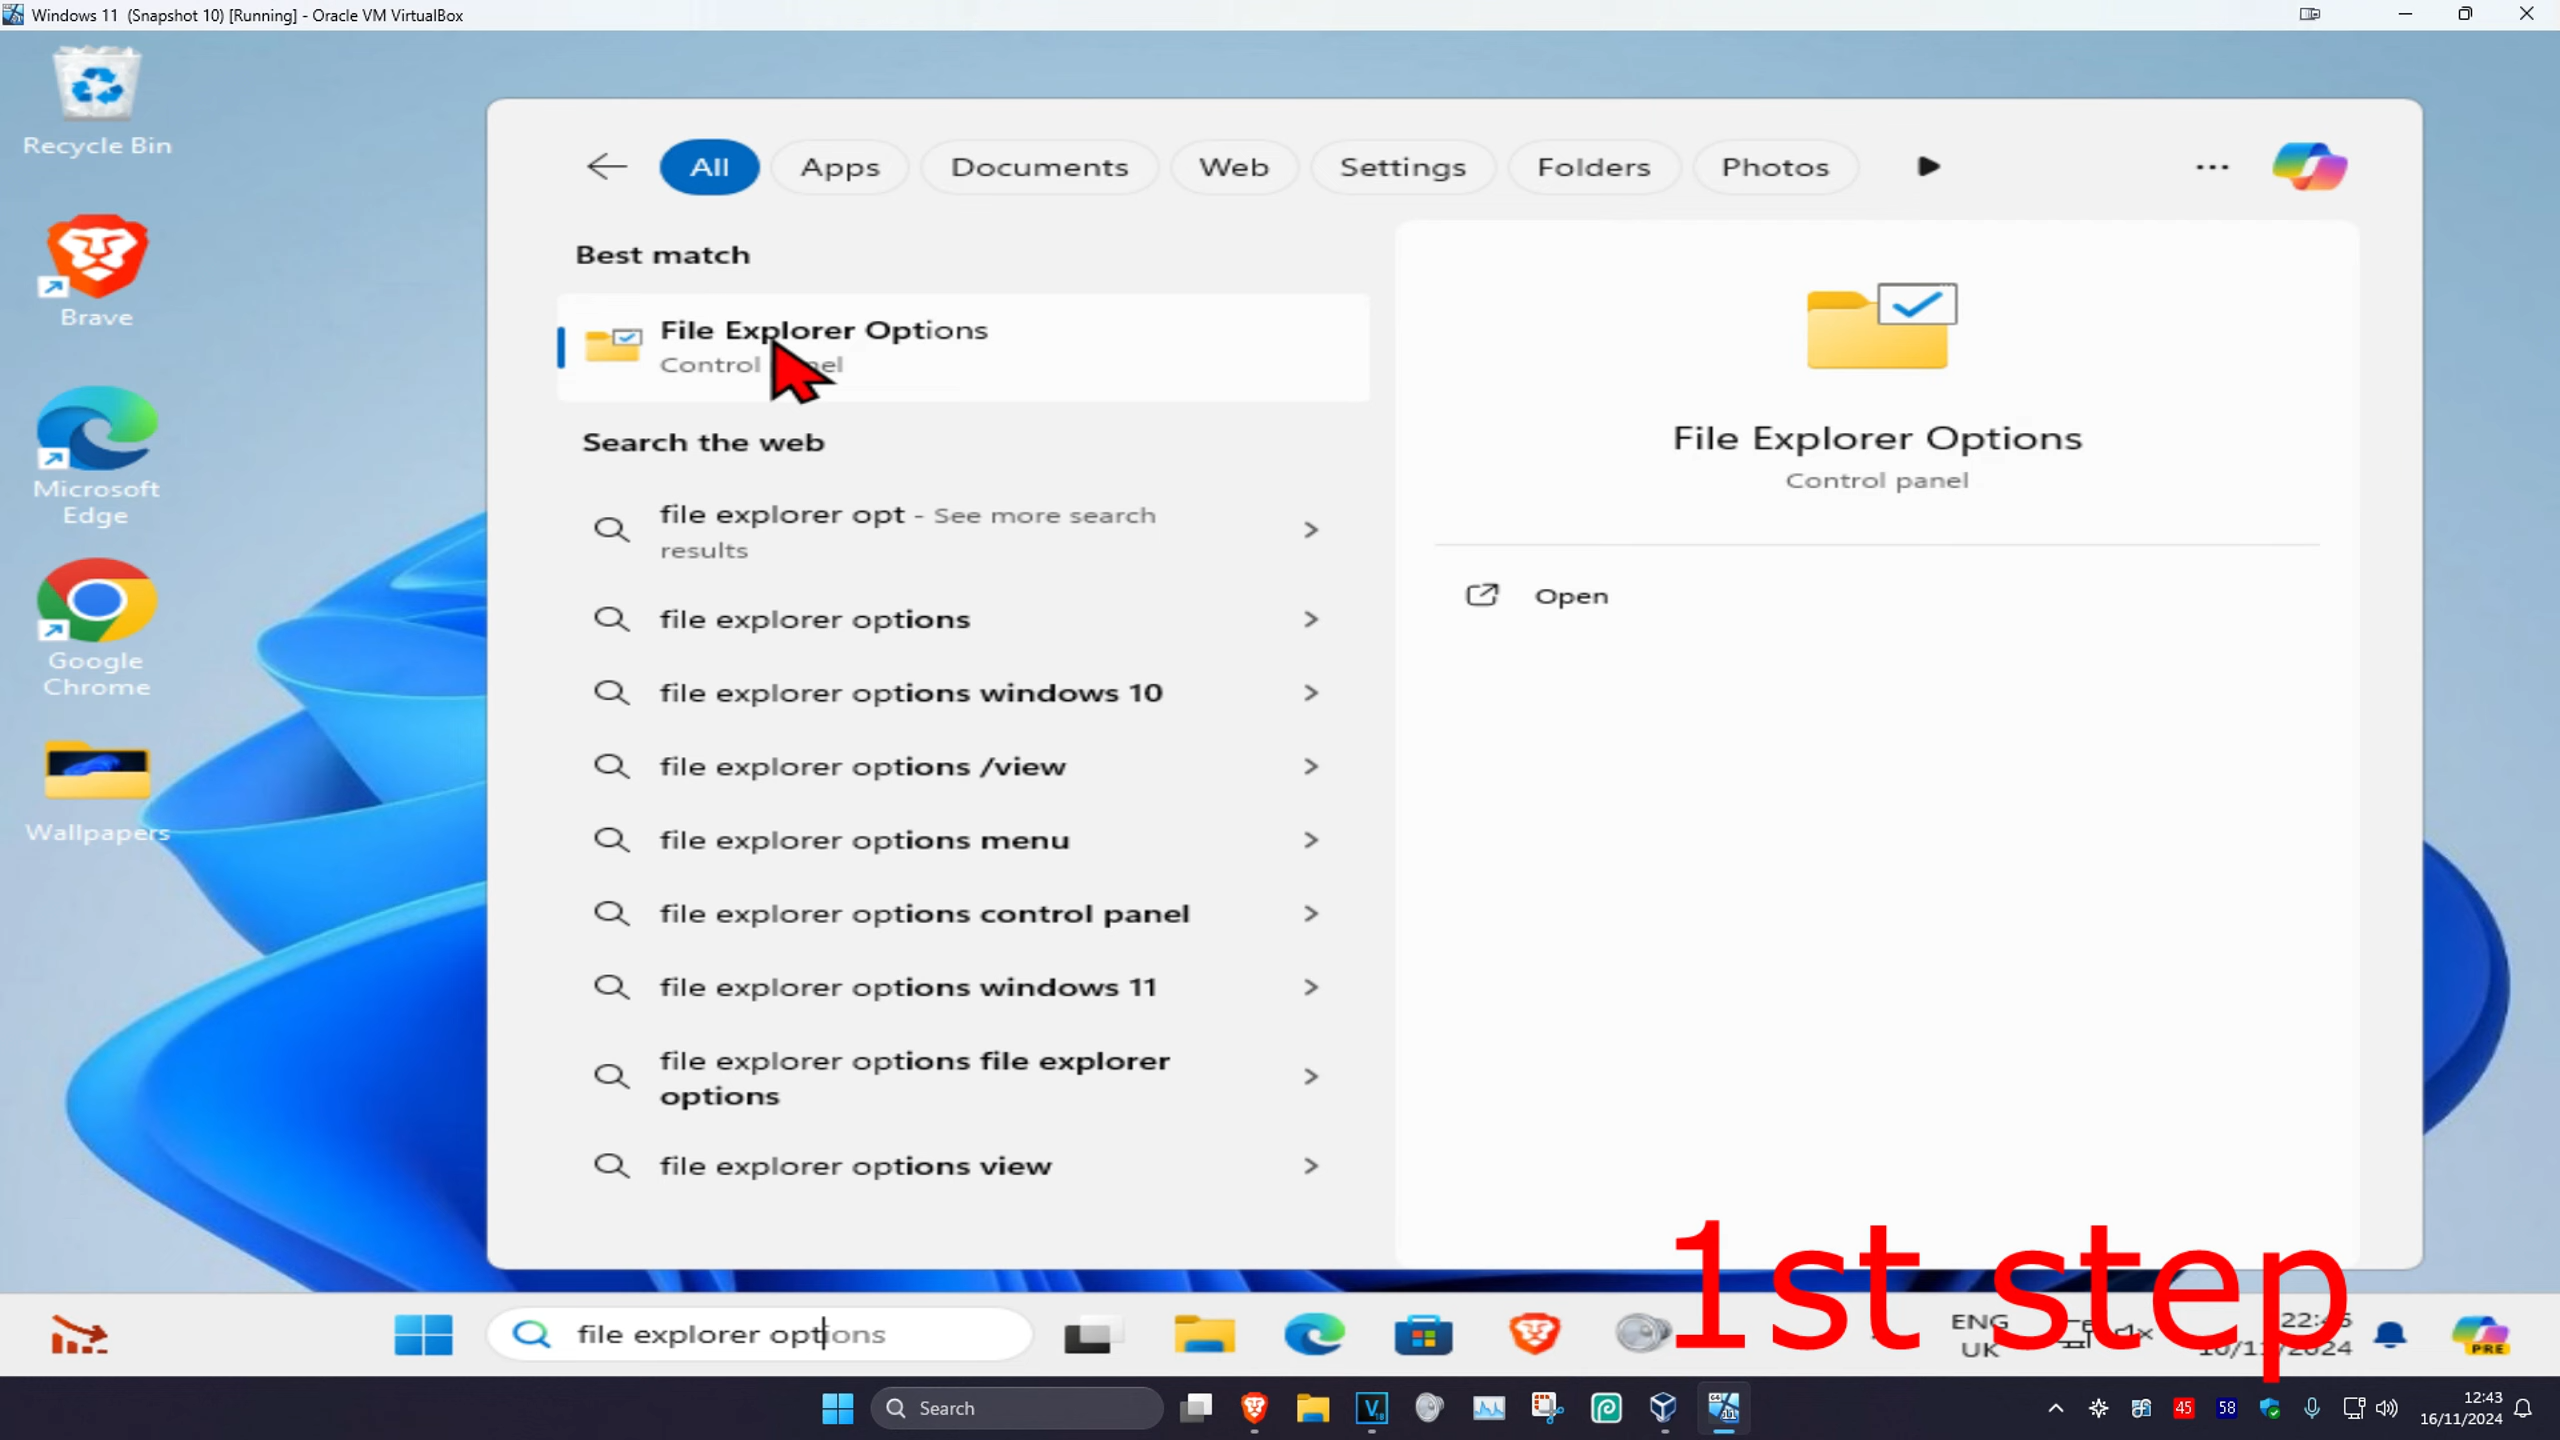 Windows 11 (Snapshot 10) [Running] - Oracle VM VirtualBox
Recycle Bin
Brave
Microsoft
Edge
Google
Chrome
Wallpapers
All
Apps
Documents
Web
Settings
Folders
Photos
Best match
File Explorer Options
Control
Search the web
file explorer opt - See more search
results
file explorer options
file explorer options windows 10
file explorer options /view
file explorer options menu
file explorer options control panel
file explorer options windows 11
file explorer options file explorer
options
file explorer options view
File Explorer Options
Control panel
Open
1st step
file explorer options
ENG
UK
PRE
Search
45
58
12:43
16/11/2024